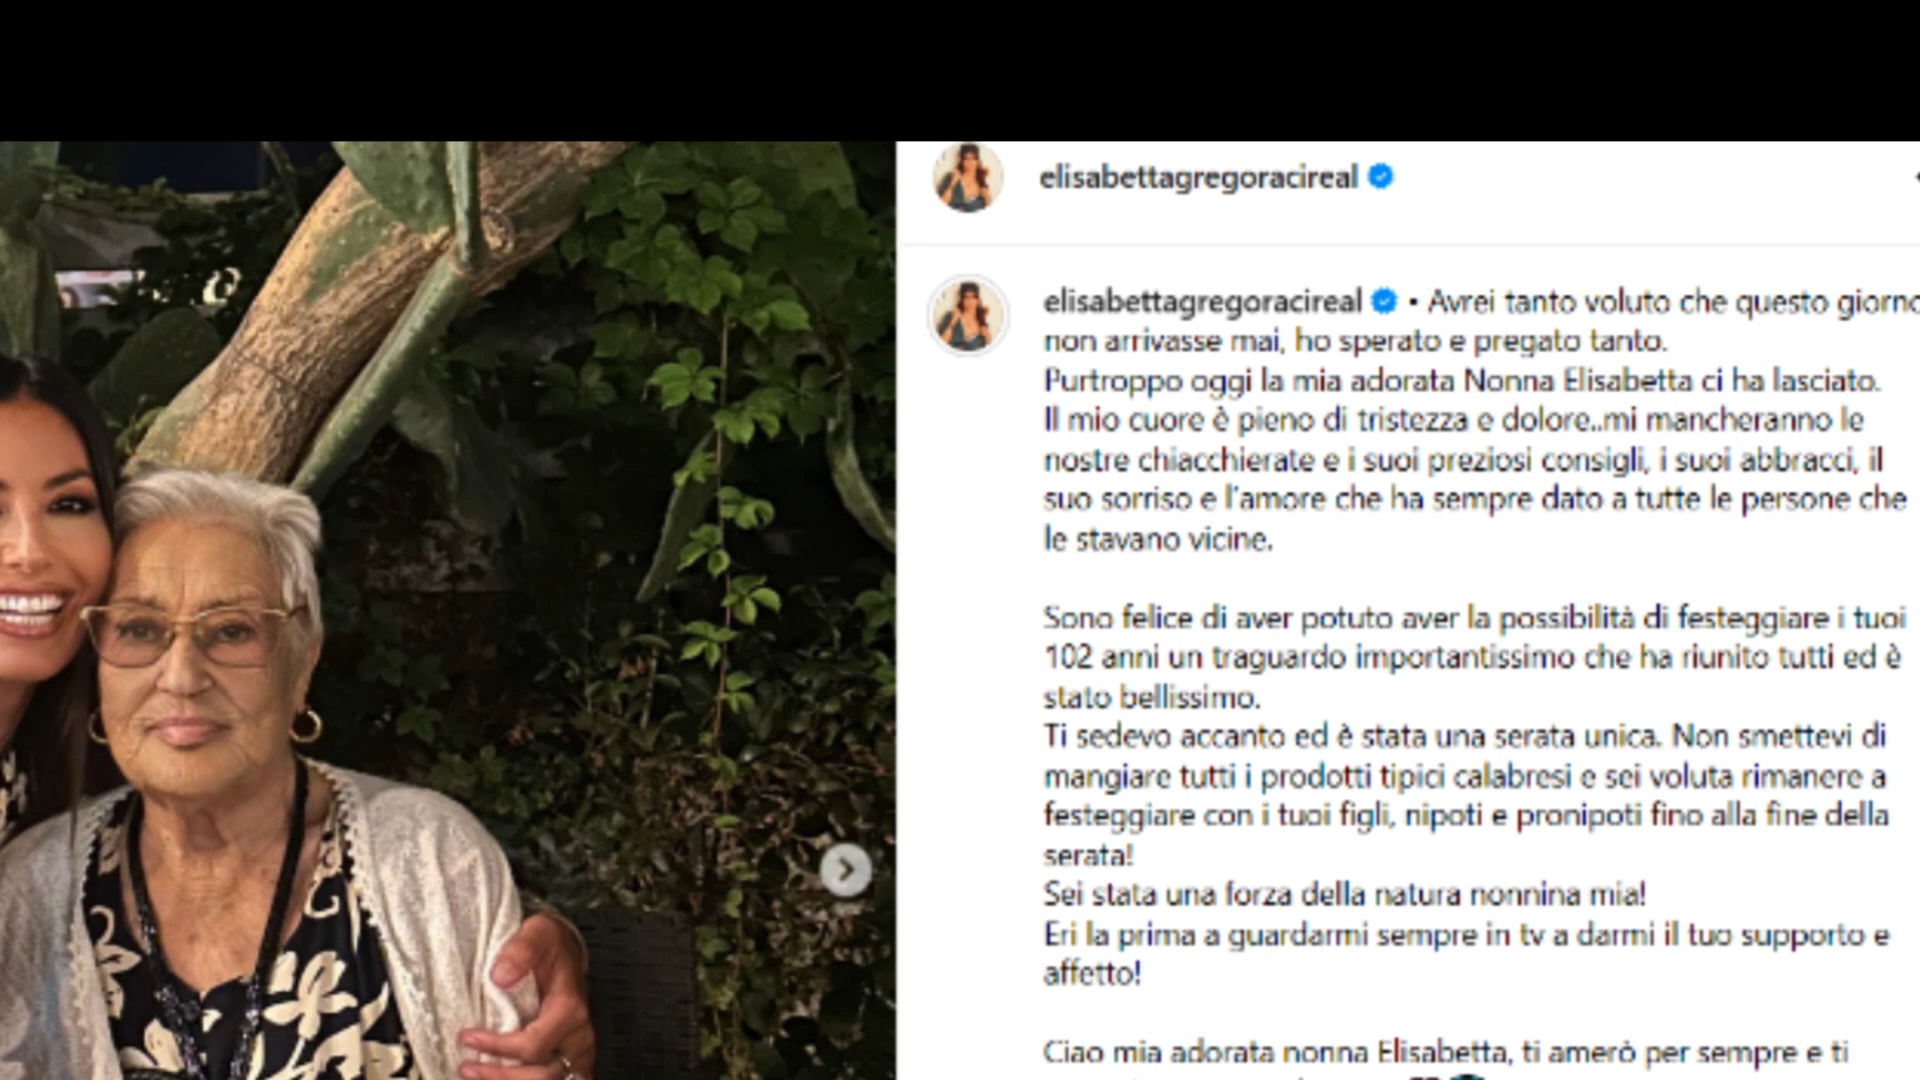 elisabettagregoracireal
elisabettagregoracireal • Avrei tanto voluto che questo giorno
non arrivasse mai, ho sperato e pregato tanto.
Purtroppo oggi la mia adorata Nonna Elisabetta ci ha lasciato.
Il mio cuore è pieno di tristezza e dolore..mi mancheranno le
nostre chiacchierate e i suoi preziosi consigli, i suoi abbracci, il
suo sorriso e l'amore che ha sempre dato a tutte le persone che
le stavano vicine.
Sono felice di aver potuto aver la possibilità di festeggiare i tuoi
102 anni un traguardo importantissimo che ha riunito tutti ed è
stato bellissimo.
Ti sedevo accanto ed è stata una serata unica. Non smettevi di
mangiare tutti i prodotti tipici calabresi e sei voluta rimanere a
festeggiare con i tuoi figli, nipoti e pronipoti fino alla fine della
serata!
Sei stata una forza della natura nonnina mia!
Eri la prima a guardarmi sempre in tv a darmi il tuo supporto e
affetto!
Ciao mia adorata nonna Elisabetta, ti amerò per sempre e ti